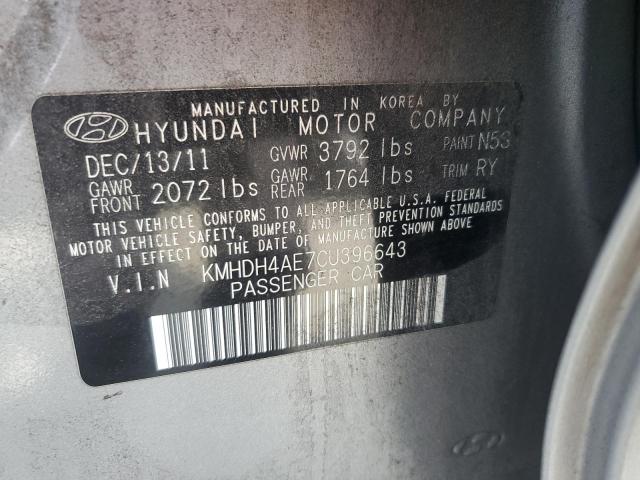 MANUFACTURED IN KOREA BY
HYUNDAI MOTOR COMPANY
DEC/13/11 GVWR 3792 lbs PAINT N5S
GAWR FRONT 2072 lbs GAWR REAR 1764 lbs TRIM RY
THIS VEHICLE CONFORMS TO ALL APPLICABLE U.S.A. FEDERAL
MOTOR VEHICLE SAFETY, BUMPER, AND THEFT PREVENTION STANDARDS
IN EFFECT ON THE DATE OF MANUFACTURE SHOWN ABOVE.
V.I.N KMHDH4AE7CU396643
PASSENGER CAR